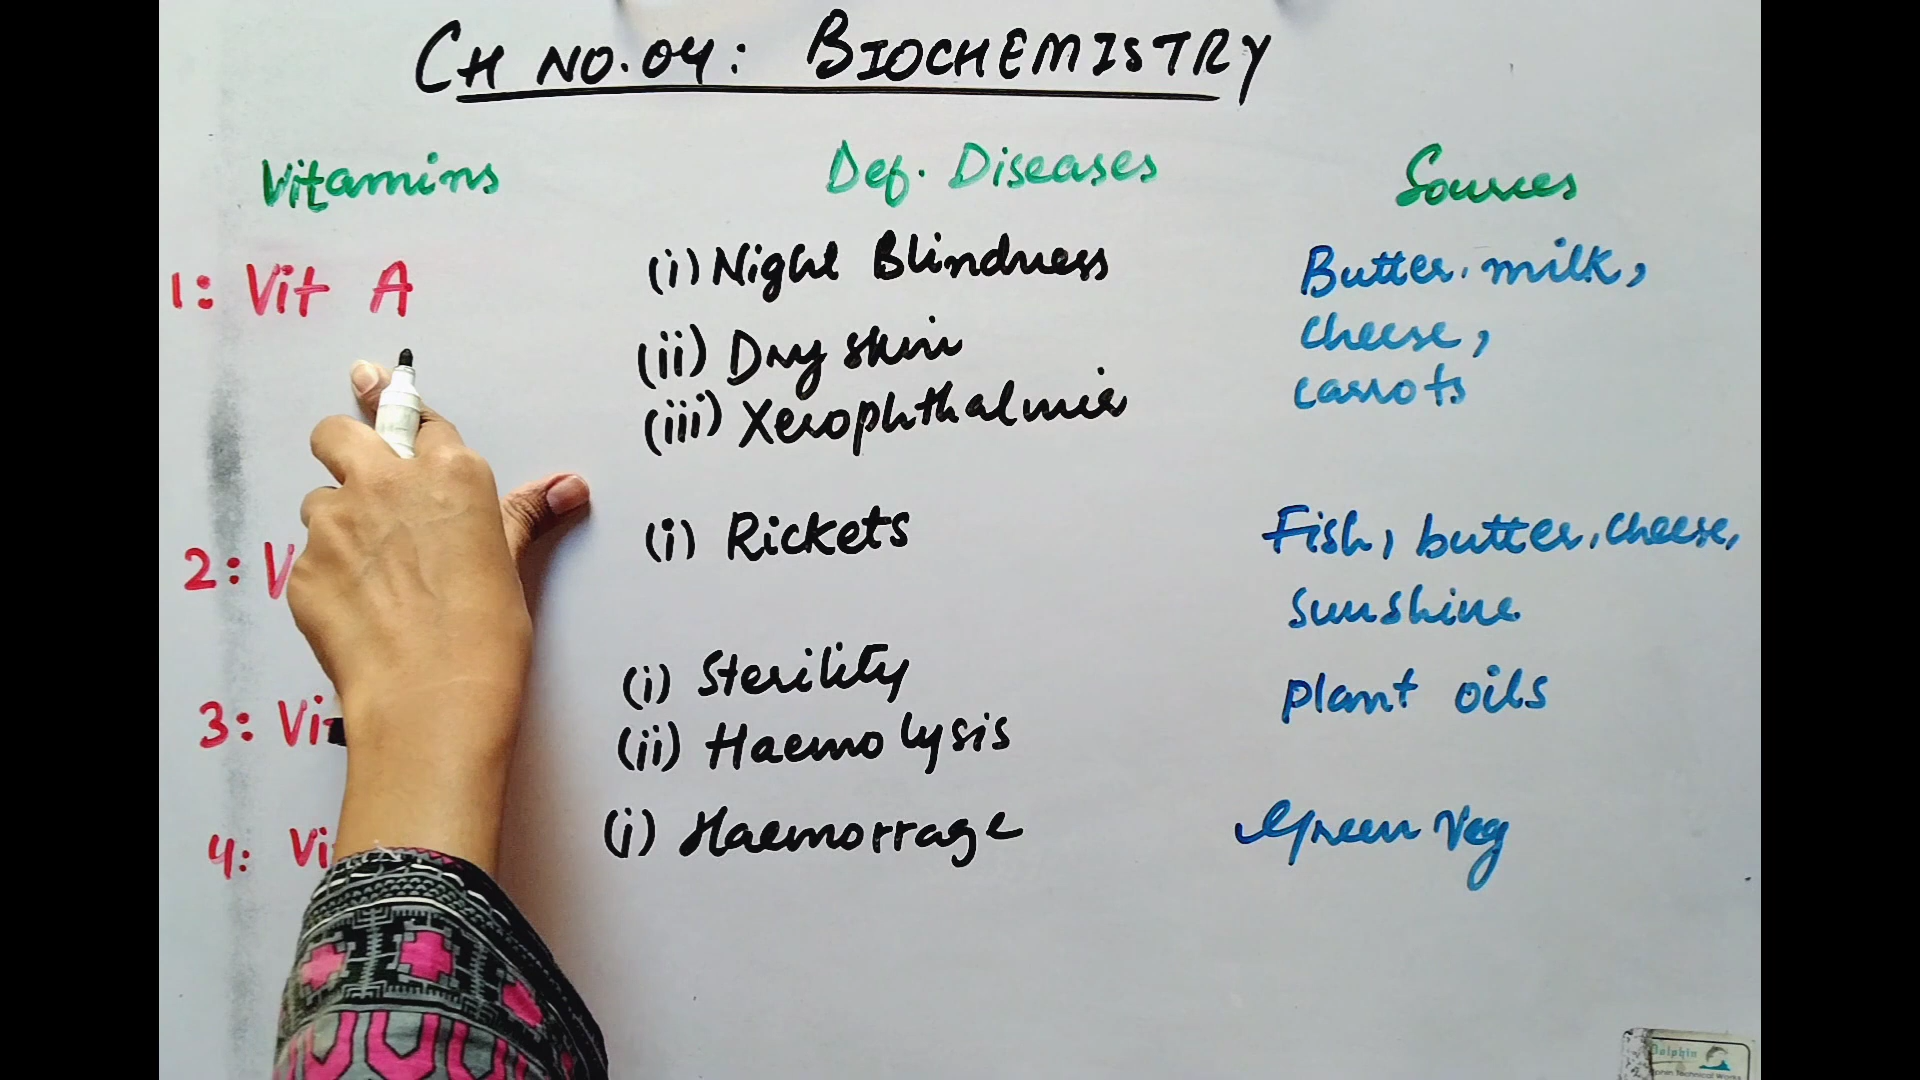 CH NO.04: BIOCHEMISTRY
Vitamins Def. Diseases Sources
1: Vit A (i) Night Blindness Butter, milk,
cheese,
(ii) Dry skin
carrots
(iii) Xerophthalmia
2: V (i) Rickets Fish, butter, cheese,
sunshine
3: Vit (i) Sterility plant oils
(ii) Haemolysis
4: Vi (i) Haemorrage Green Veg
Dolphin